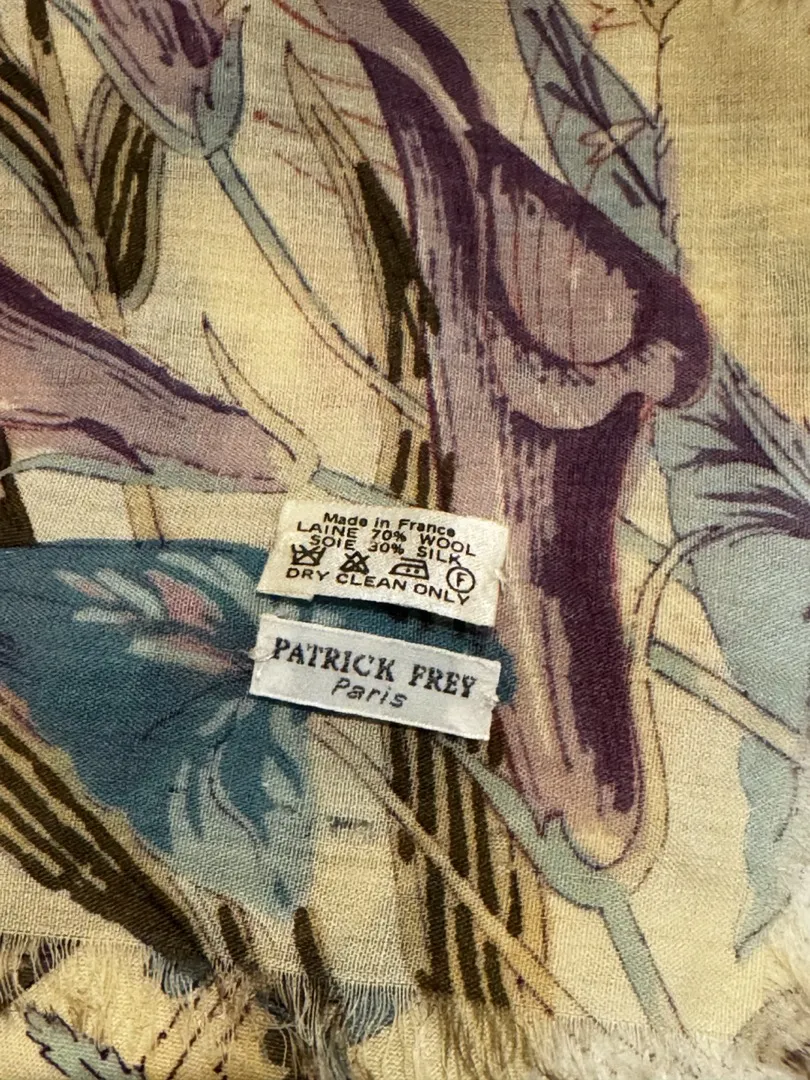 Made in France
LAINE 70% WOOL
SOIE 30% SILK
F
DRY CLEAN ONLY
PATRICK FREY
Paris